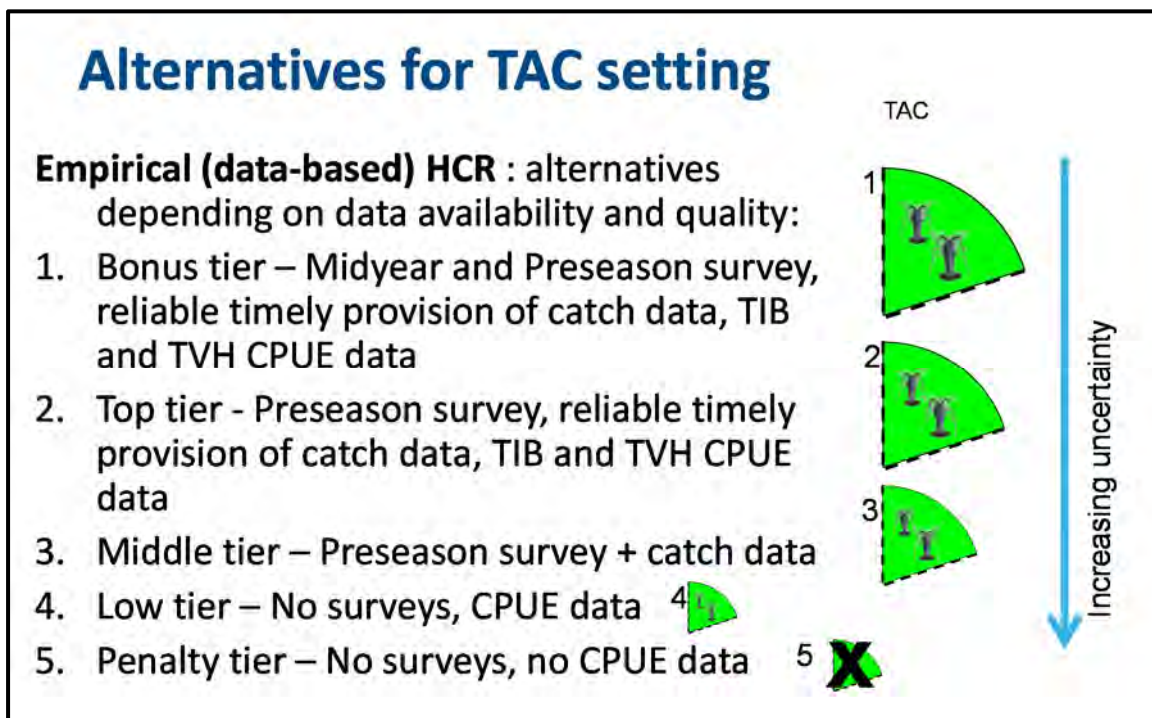 Alternatives for TAC setting
TAC
Empirical (data-based) HCR : alternatives
depending on data availability and quality:
1. Bonus tier – Midyear and Preseason survey,
reliable timely provision of catch data, TIB
and TVH CPUE data
2. Top tier - Preseason survey, reliable timely
provision of catch data, TIB and TVH CPUE
data
3. Middle tier – Preseason survey + catch data
4. Low tier – No surveys, CPUE data
5. Penalty tier – No surveys, no CPUE data
1
2
3
4
5
X
Increasing uncertainty